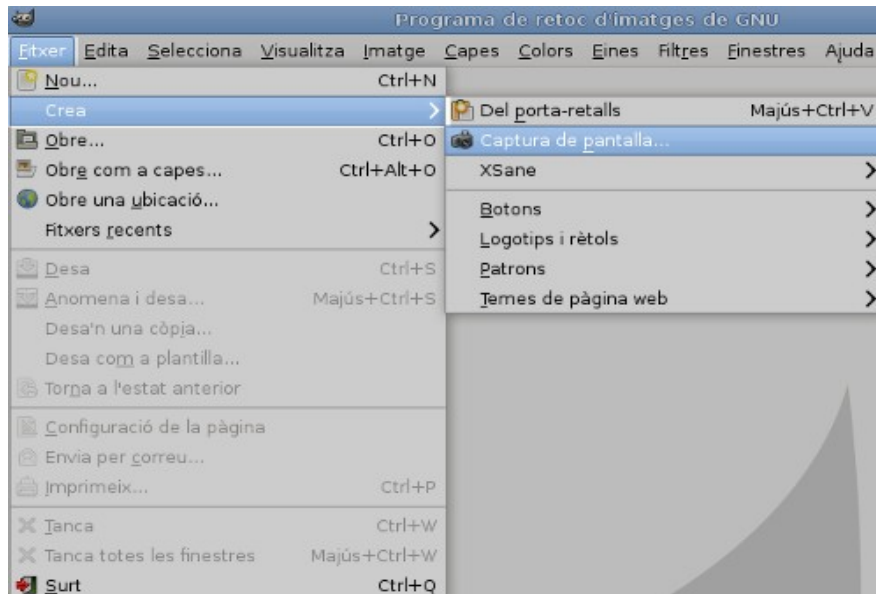 Programa de retoc d'imatges de GNU
Fitxer Edita Selecciona Visualitza Imatge Capes Colors Eines Filtres Finestres Ajuda
Nou... Ctrl+N
Crea
Obre... Ctrl+O
Obre com a capes... Ctrl+Alt+O
Obre una ubicació...
Fitxers recents
Desa Ctrl+S
Anomena i desa... Majús+Ctrl+S
Desa'n una còpia...
Desa com a plantilla...
Torna a l'estat anterior
Configuració de la pàgina
Envia per correu...
Imprimeix... Ctrl+P
Tanca Ctrl+W
Tanca totes les finestres Majús+Ctrl+W
Surt Ctrl+Q
Del porta-retalls Majús+Ctrl+V
Captura de pantalla...
XSane
Botons
Logotips i rètols
Patrons
Temes de pàgina web